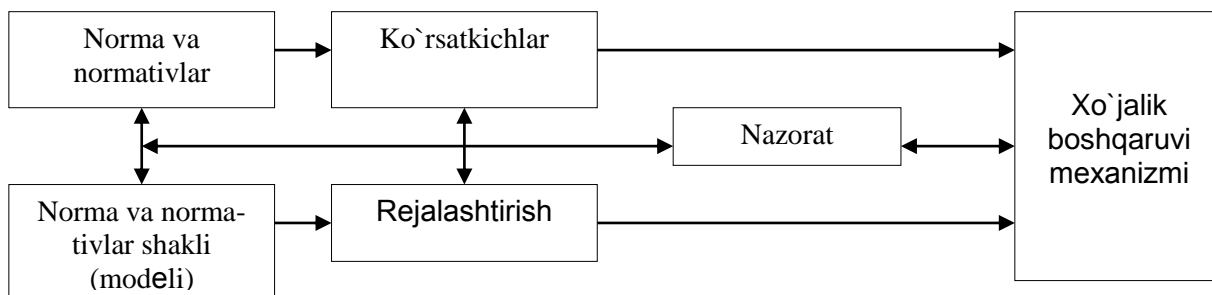 Norma va
normativlar
Ko`rsatkichlar
Nazorat
Xo`jalik
boshqaruvi
mexanizmi
Norma va norma-
tivlar shakli
(modeli)
Rejalashtirish